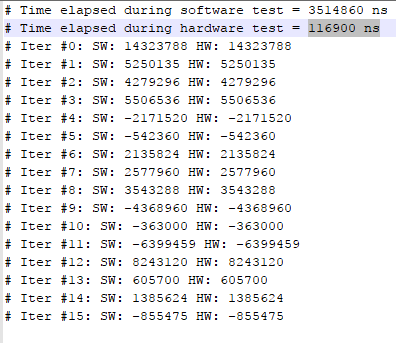 # Time elapsed during software test = 3514860 ns
# Time elapsed during hardware test = 116900 ns
# Iter #0: SW: 14323788 HW: 14323788
# Iter #1: SW: 5250135 HW: 5250135
# Iter #2: SW: 4279296 HW: 4279296
# Iter #3: SW: 5506536 HW: 5506536
# Iter #4: SW: -2171520 HW: -2171520
# Iter #5: SW: -542360 HW: -542360
# Iter #6: SW: 2135824 HW: 2135824
# Iter #7: SW: 2577960 HW: 2577960
# Iter #8: SW: 3543288 HW: 3543288
# Iter #9: SW: -4368960 HW: -4368960
# Iter #10: SW: -363000 HW: -363000
# Iter #11: SW: -6399459 HW: -6399459
# Iter #12: SW: 8243120 HW: 8243120
# Iter #13: SW: 605700 HW: 605700
# Iter #14: SW: 1385624 HW: 1385624
# Iter #15: SW: -855475 HW: -855475